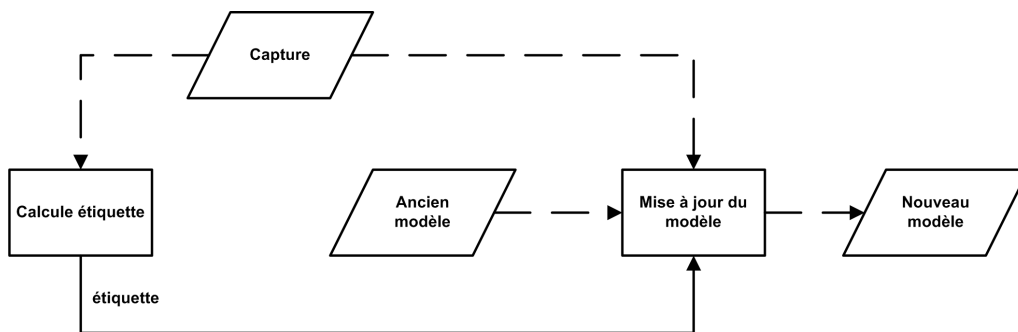 Capture
Calcule étiquette
Ancien
modèle
Mise à jour du
modèle
Nouveau
modèle
étiquette